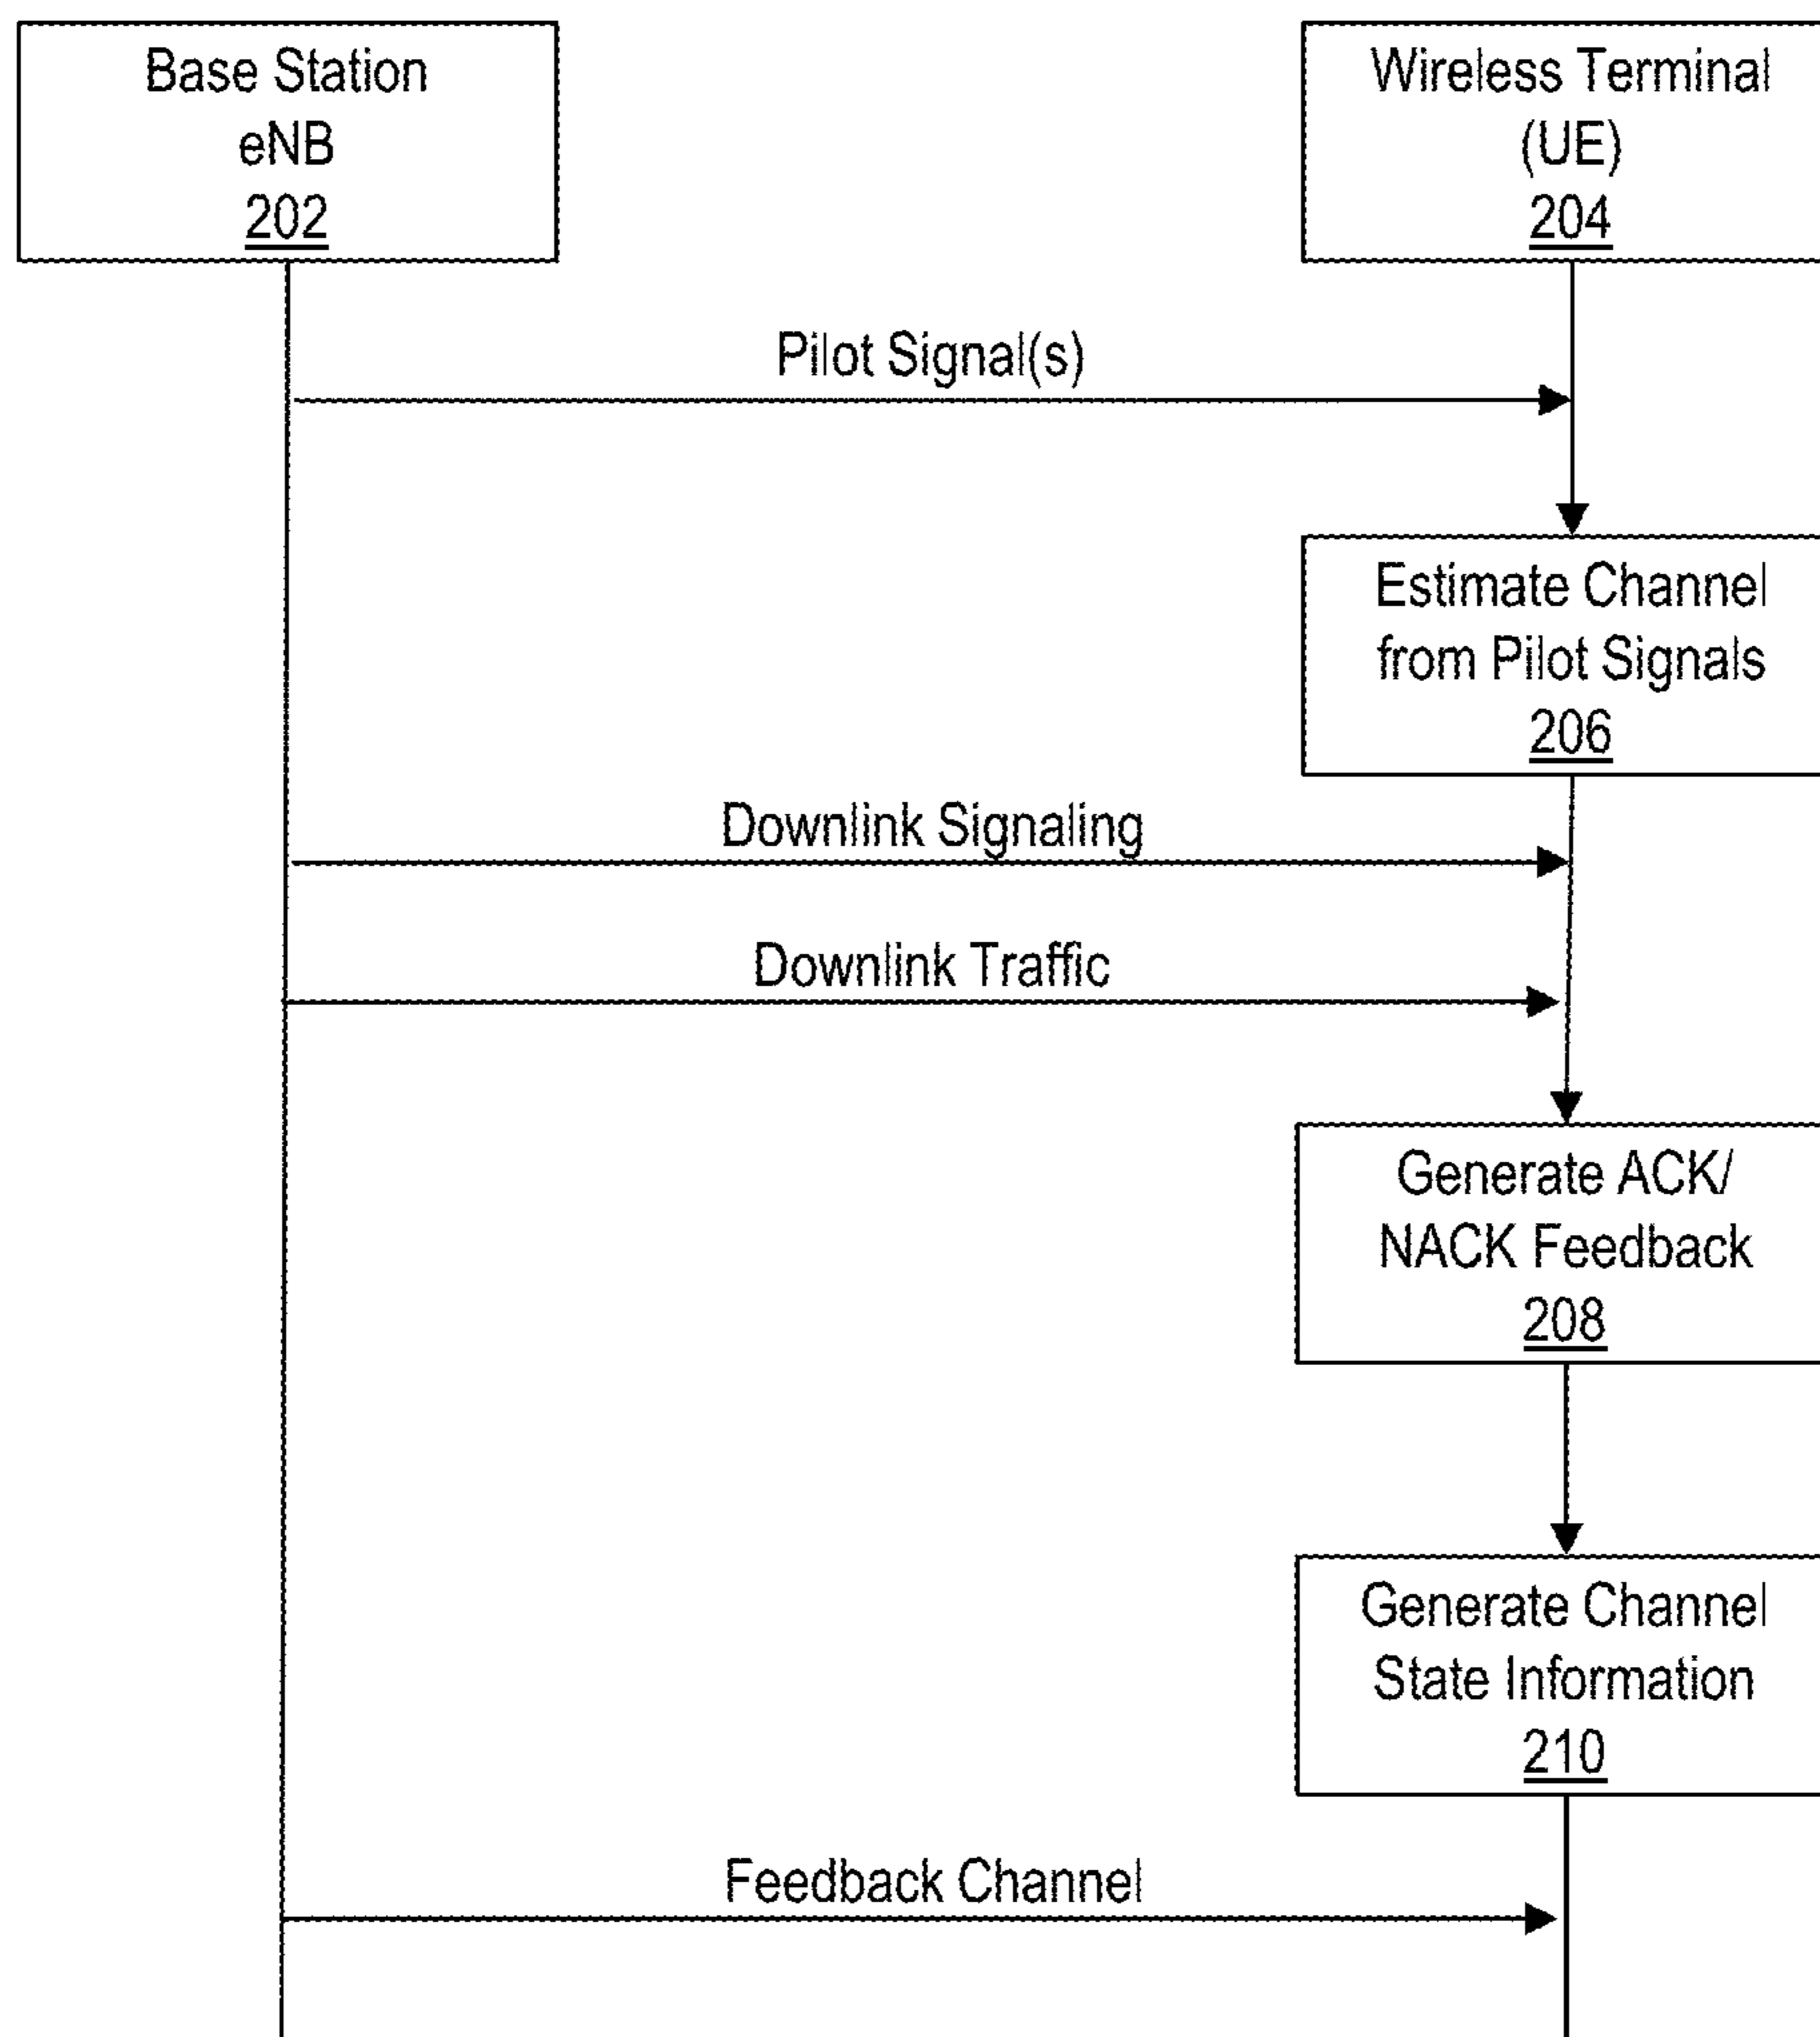 Base Station
eNB
202
Wireless Terminal
(UE)
204
Pilot Signal(s)
Estimate Channel
from Pilot Signals
206
Downlink Signaling
Downlink Traffic
Generate ACK/
NACK Feedback
208
Generate Channel
State Information
210
Feedback Channel